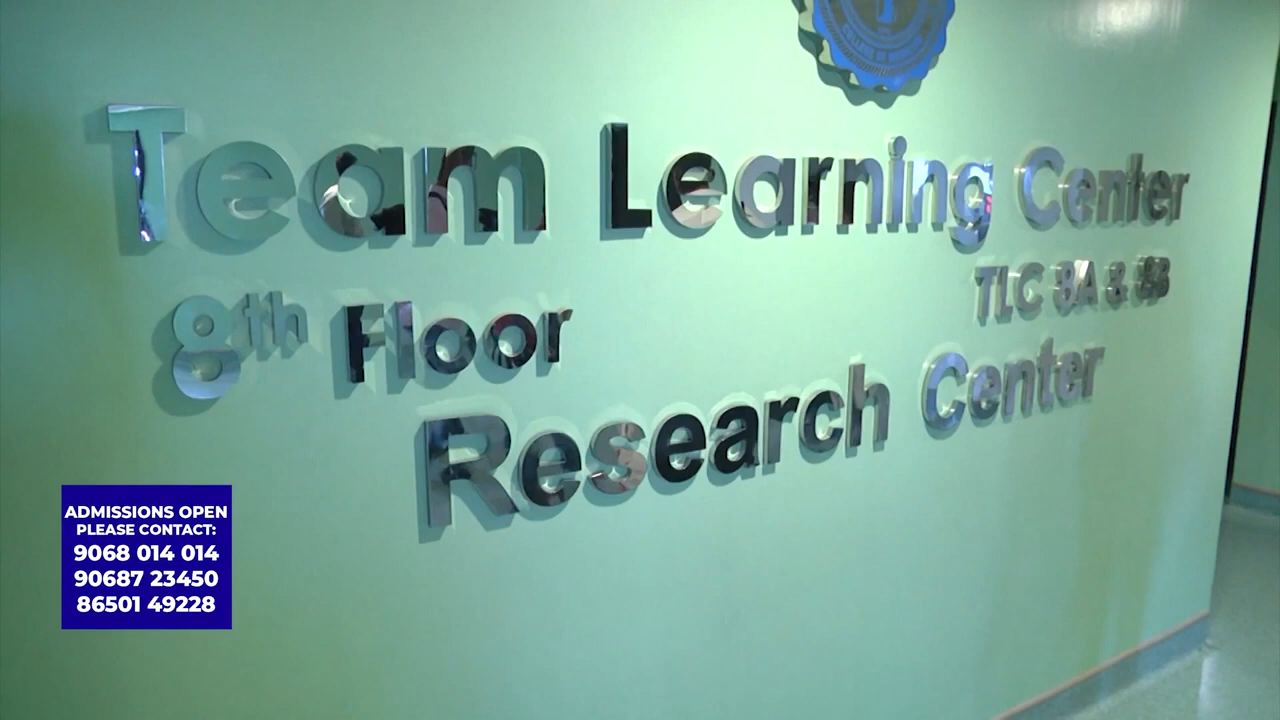 Team Learning Center
8th Floor
TLC 8A & 8B
Research Center
ADMISSIONS OPEN
PLEASE CONTACT:
9068 014 014
90687 23450
86501 49228